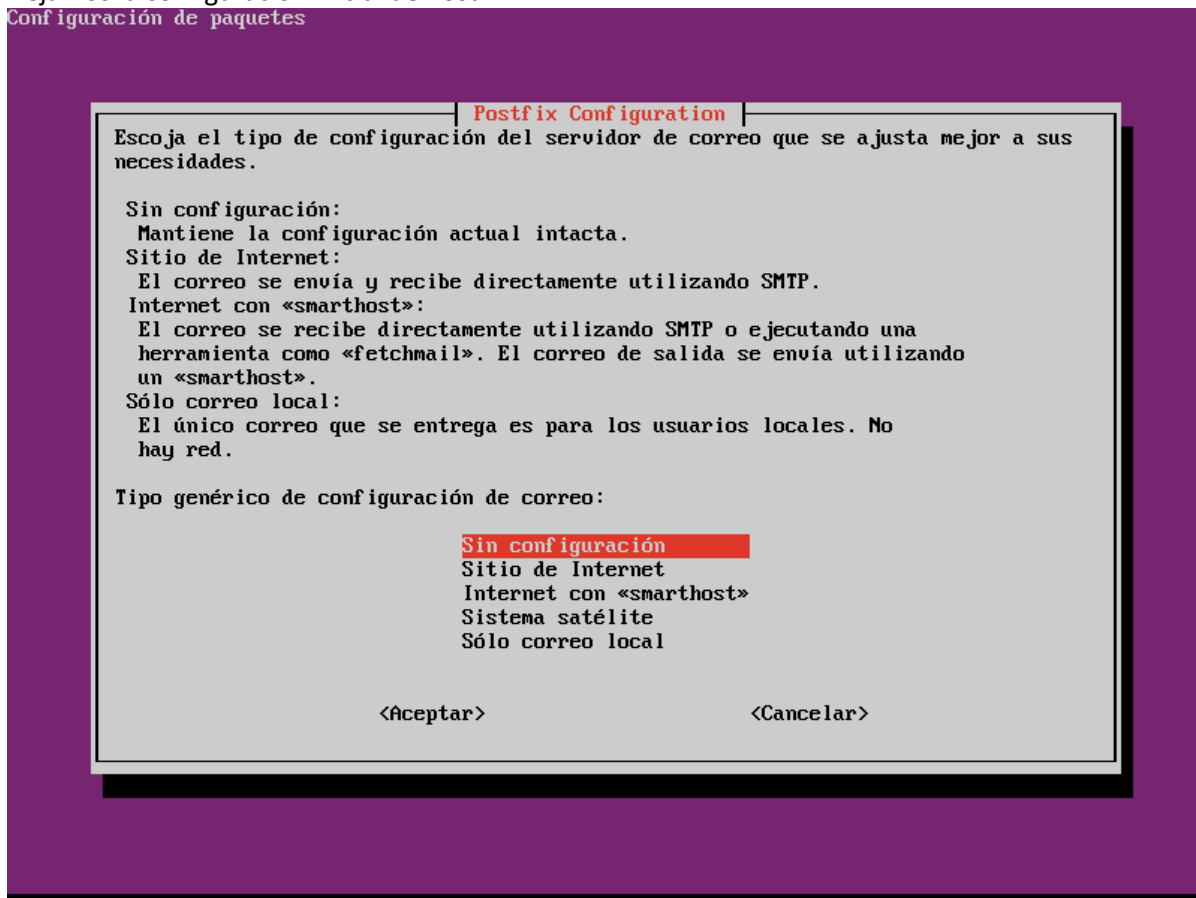 Configuración de paquetes
Postfix Configuration
Escoja el tipo de configuración del servidor de correo que se ajusta mejor a sus
necesidades.
Sin configuración:
Mantiene la configuración actual intacta.
Sitio de Internet:
El correo se envía y recibe directamente utilizando SMTP.
Internet con «smarthost»:
El correo se recibe directamente utilizando SMTP o ejecutando una
herramienta como «fetchmail». El correo de salida se envía utilizando
un «smarthost».
Sólo correo local:
El único correo que se entrega es para los usuarios locales. No
hay red.
Tipo genérico de configuración de correo:
Sin configuración
Sitio de Internet
Internet con «smarthost»
Sistema satélite
Sólo correo local
<Aceptar> <Cancelar>